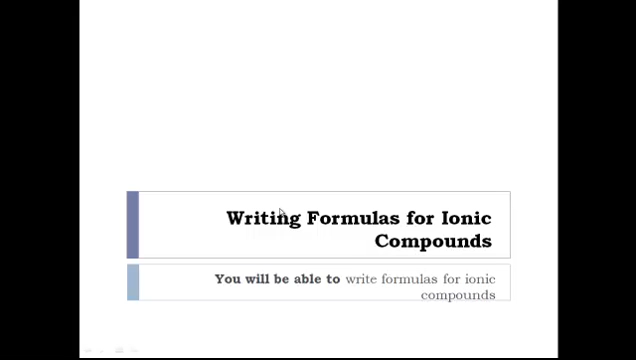 Writing Formulas for Ionic
Compounds
You will be able to write formulas for ionic
compounds